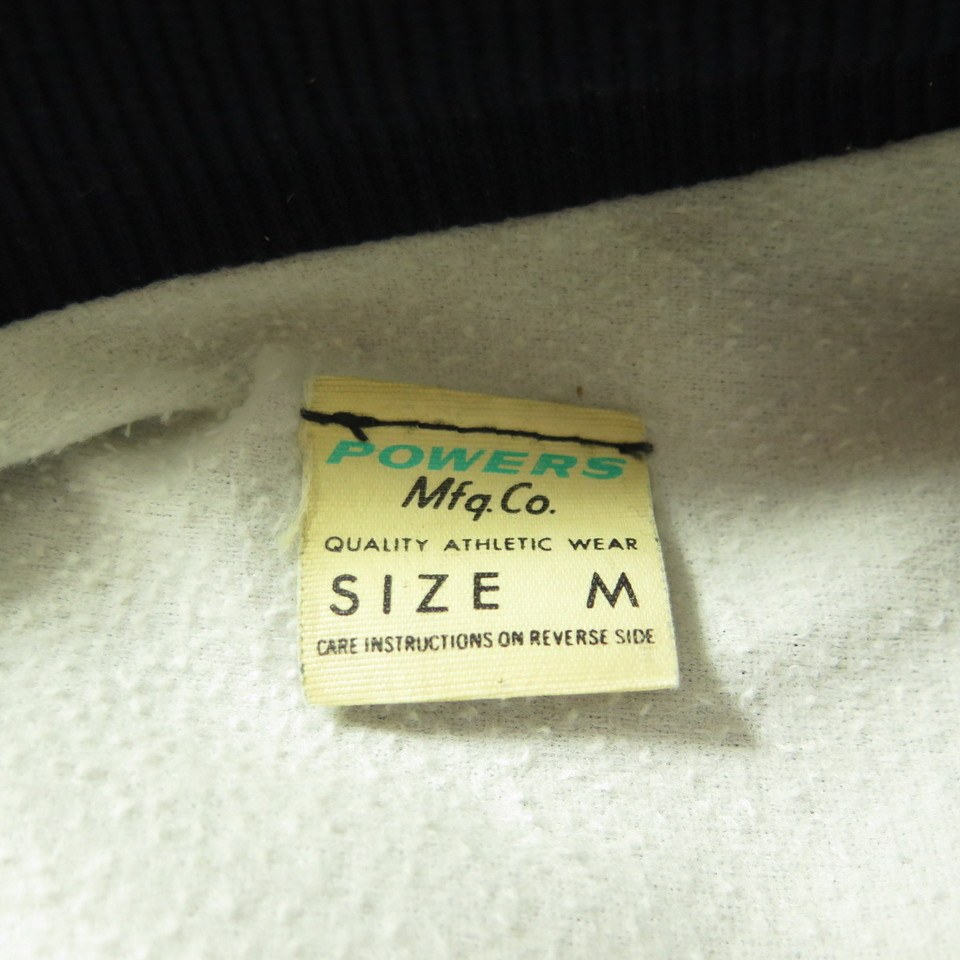 POWERS
Mfg. Co.
QUALITY ATHLETIC WEAR
SIZE M
CARE INSTRUCTIONS ON REVERSE SIDE